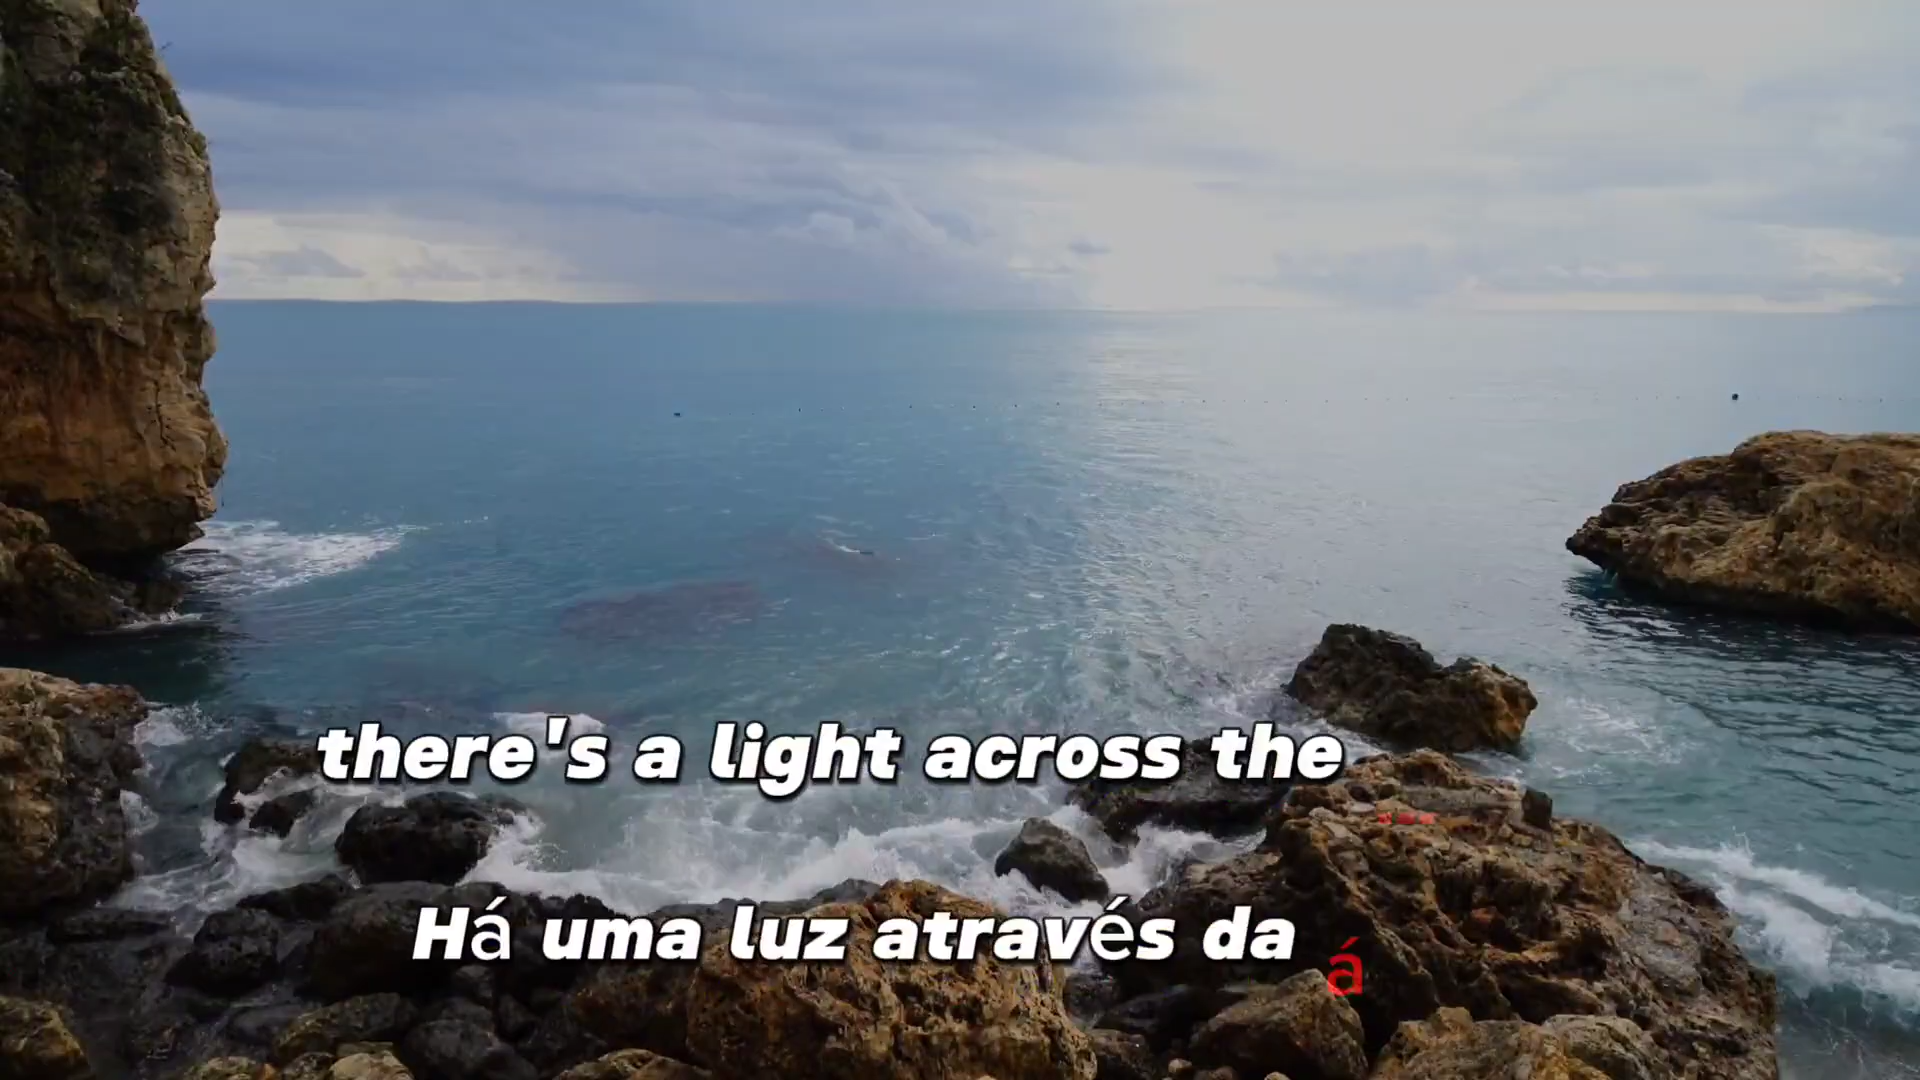 there's a light across the
Há uma luz através da á